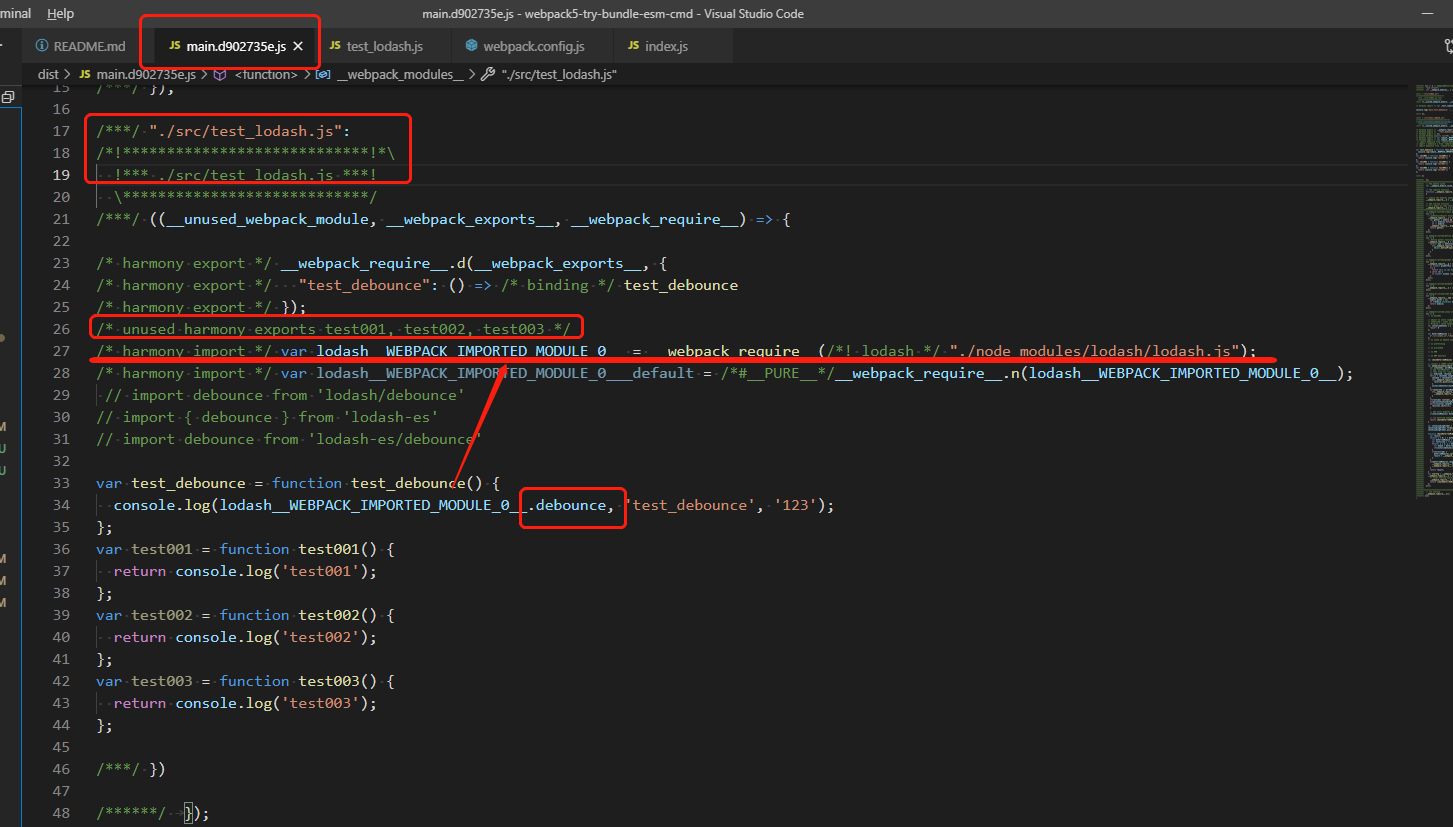 minal Help main.d902735e.js - webpack5-try-bundle-esm-cmd - Visual Studio Code
README.md JS main.d902735e.js JS test_lodash.js webpack.config.js JS index.js
dist > JS main.d902735e.js > <function> > __webpack_modules__ > "./src/test_lodash.js"
15 /***/ }),
16
17 /***/ "./src/test_lodash.js":
18 /*!****************************!*\
19 !*** ./src/test_lodash.js ***!
20 \****************************/
21 /***/ ((__unused_webpack_module, __webpack_exports__, __webpack_require__) => {
22
23 /* harmony export */ __webpack_require__.d(__webpack_exports__, {
24 /* harmony export */   "test_debounce": () => /* binding */ test_debounce
25 /* harmony export */ });
26 /* unused harmony exports test001, test002, test003 */
27 /* harmony import */ var lodash__WEBPACK_IMPORTED_MODULE_0__ = __webpack_require__(/*! lodash */ "./node_modules/lodash/lodash.js");
28 /* harmony import */ var lodash__WEBPACK_IMPORTED_MODULE_0___default = /*#__PURE__*/__webpack_require__.n(lodash__WEBPACK_IMPORTED_MODULE_0__);
29 // import debounce from 'lodash/debounce'
30 // import { debounce } from 'lodash-es'
31 // import debounce from 'lodash-es/debounce'
32
33 var test_debounce = function test_debounce() {
34 console.log(lodash__WEBPACK_IMPORTED_MODULE_0__.debounce, 'test_debounce', '123');
35 };
36 var test001 = function test001() {
37 return console.log('test001');
38 };
39 var test002 = function test002() {
40 return console.log('test002');
41 };
42 var test003 = function test003() {
43 return console.log('test003');
44 };
45
46 /***/ })
47
48 /******/ });
M
U
U
M
M
M